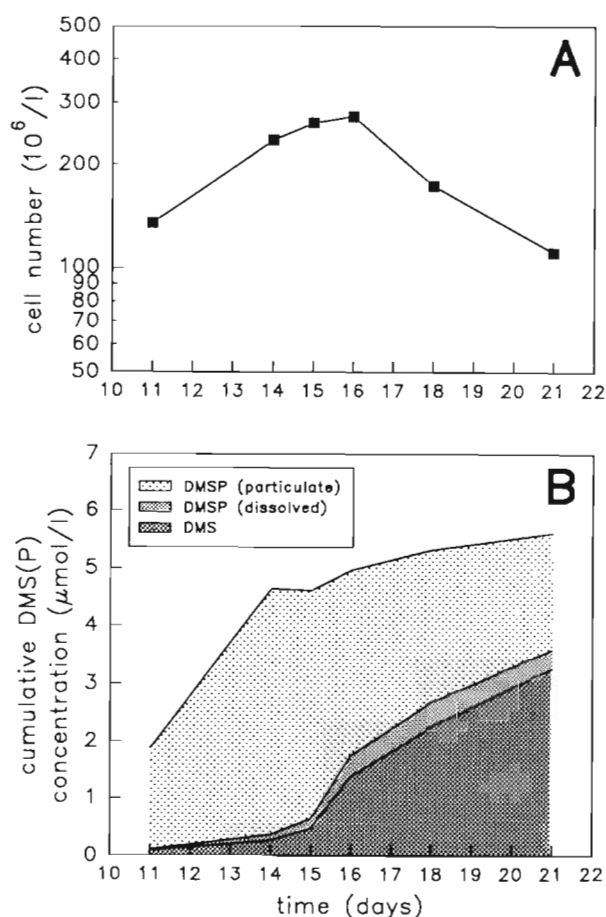 A
500
400
300
200
100
90
80
70
60
50
cell number (10⁶/l)
10 11 12 13 14 15 16 17 18 19 20 21 22
B
7
6
5
4
3
2
1
0
DMSP (particulate)
DMSP (dissolved)
DMS
cumulative DMS(P)
concentration (μmol/l)
10 11 12 13 14 15 16 17 18 19 20 21 22
time (days)